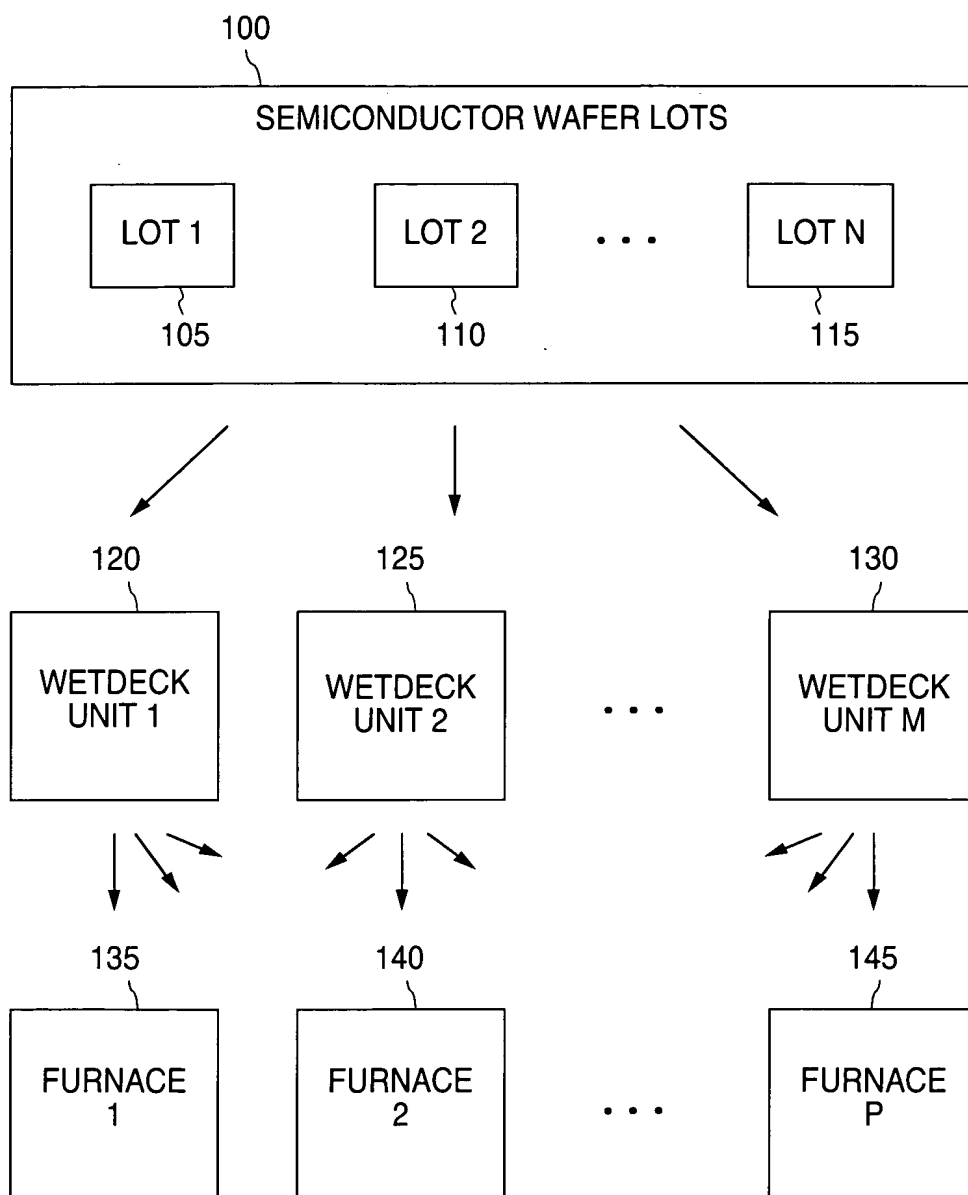 100
SEMICONDUCTOR WAFER LOTS
LOT 1
LOT 2
. . .
LOT N
105
110
115
120
125
130
WETDECK
UNIT 1
WETDECK
UNIT 2
. . .
WETDECK
UNIT M
135
140
145
FURNACE
1
FURNACE
2
. . .
FURNACE
P